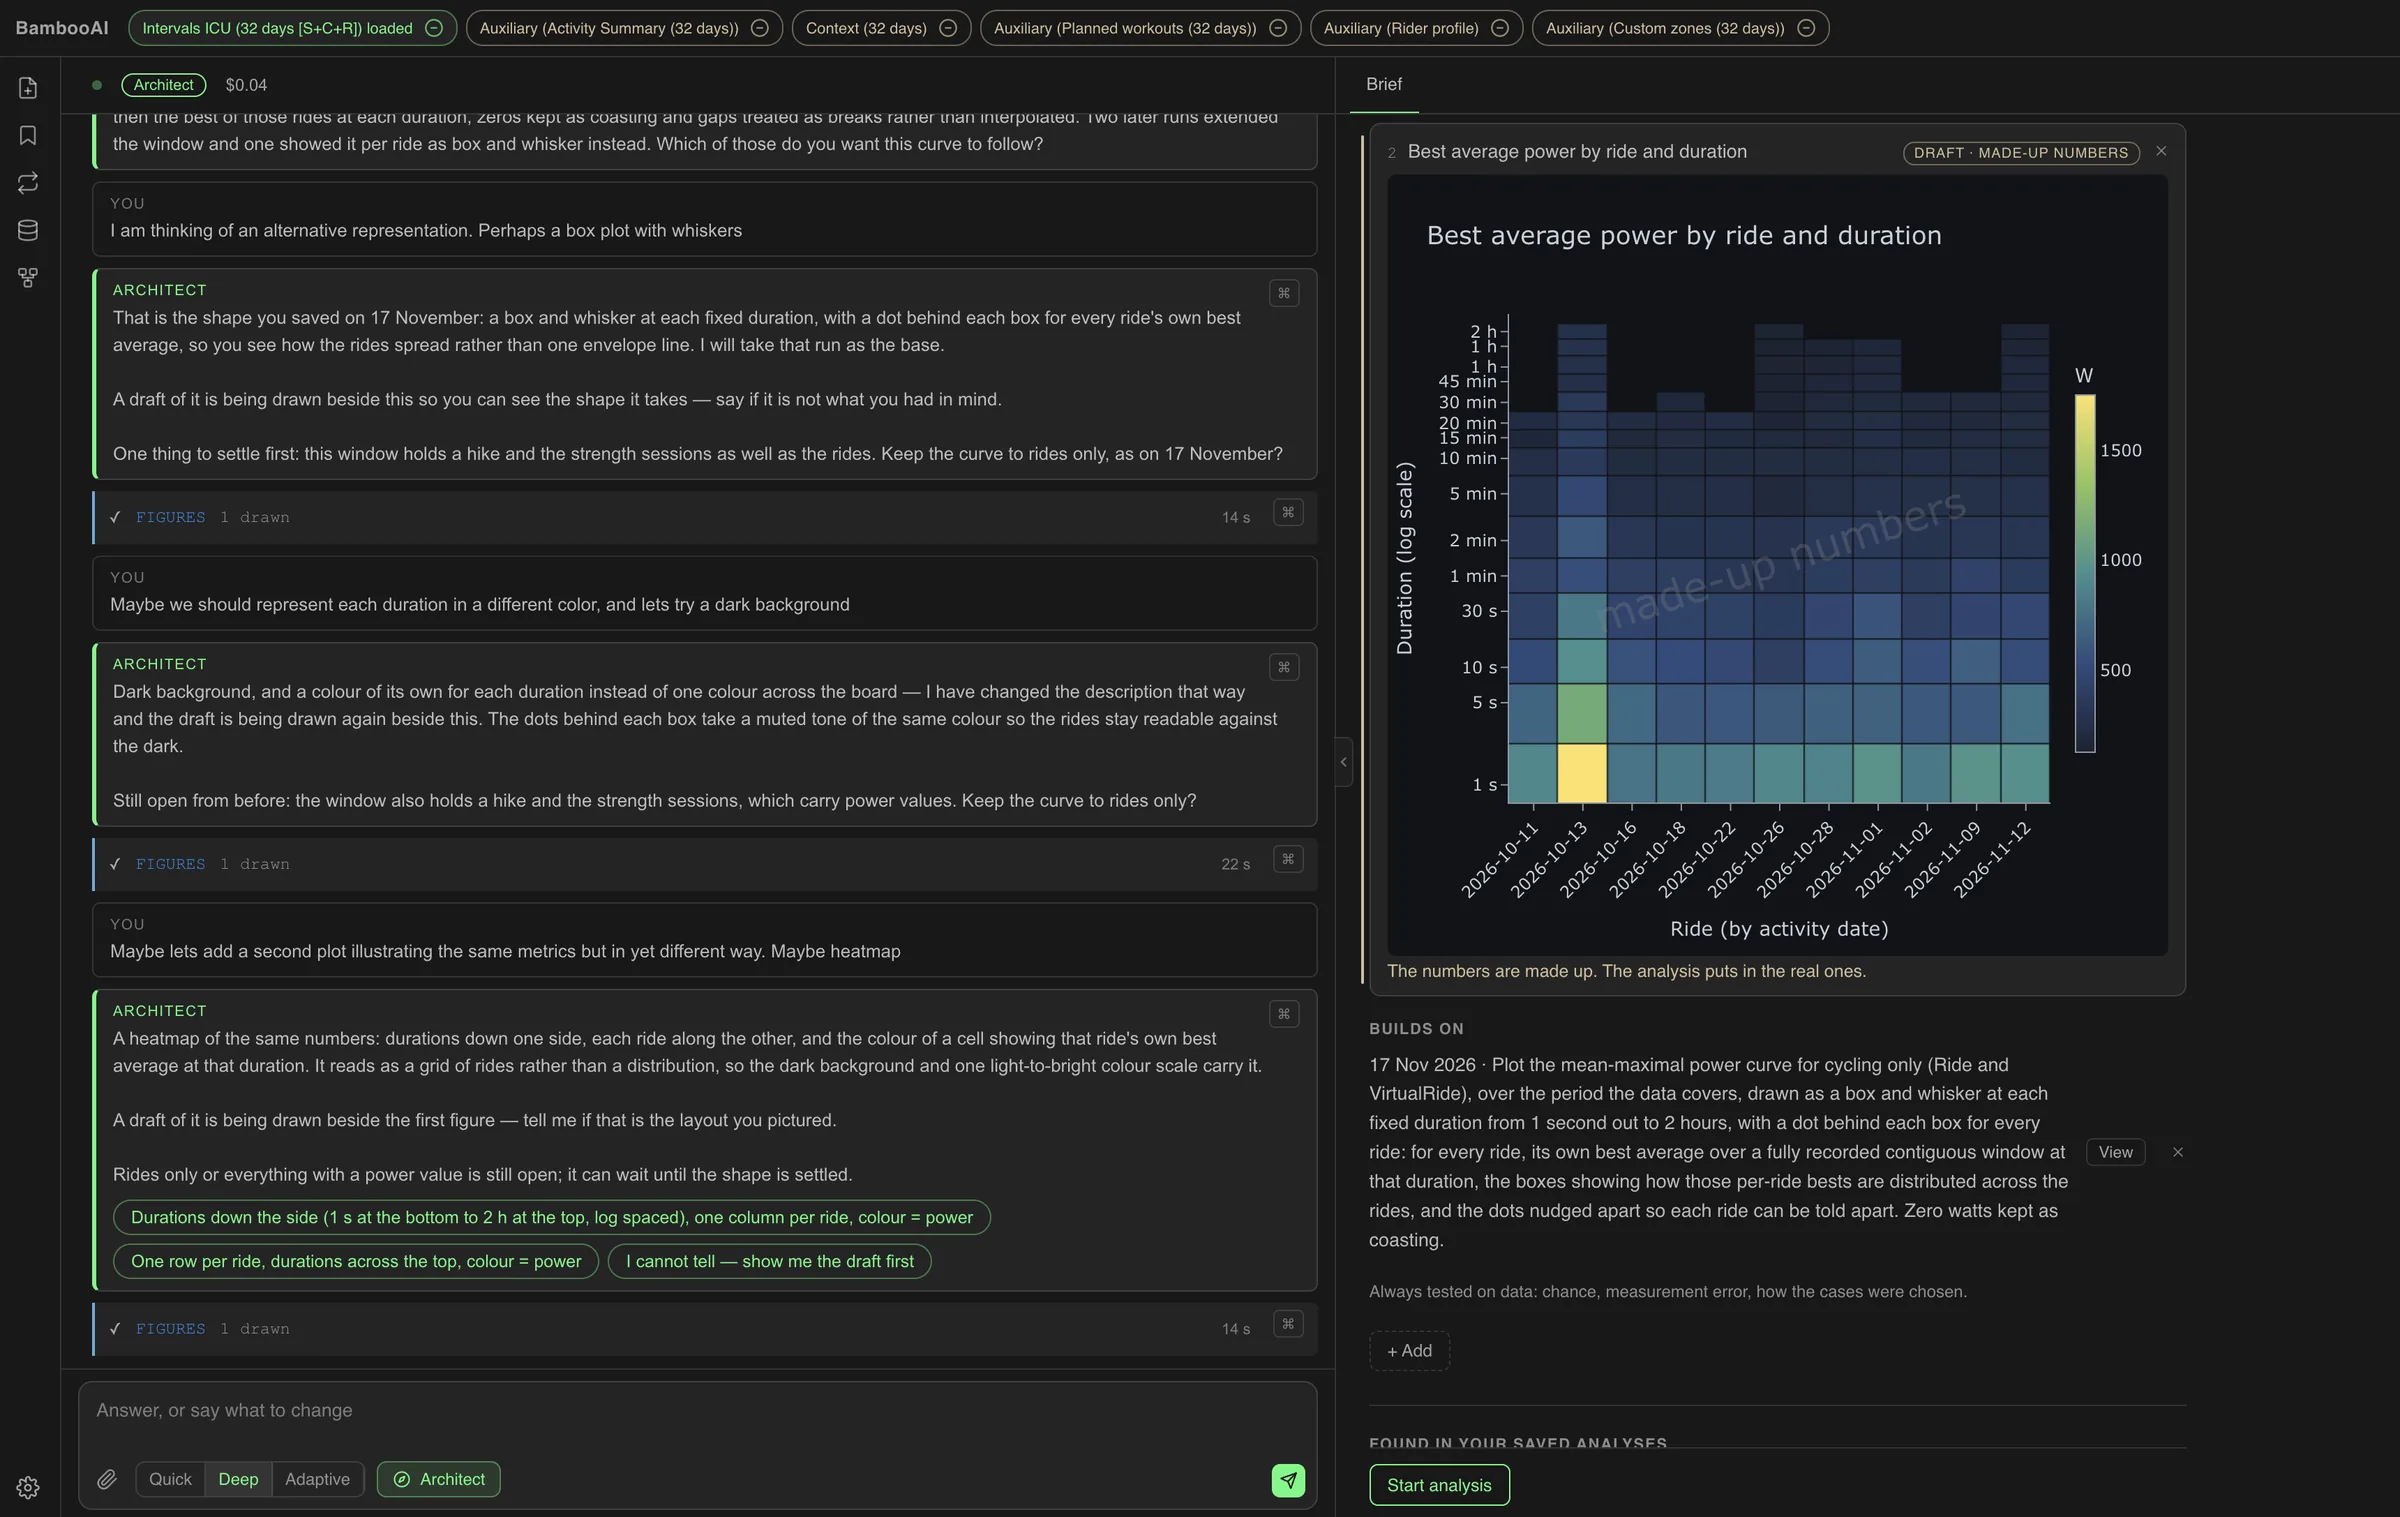 BambooAI
Intervals ICU (32 days [S+C+R]) loaded
Auxiliary (Activity Summary (32 days))
Context (32 days)
Auxiliary (Planned workouts (32 days))
Auxiliary (Rider profile)
Auxiliary (Custom zones (32 days))
Architect
$0.04
then the best of those rides at each duration, zeros kept as coasting and gaps treated as breaks rather than interpolated. Two later runs extended
the window and one showed it per ride as box and whisker instead. Which of those do you want this curve to follow?
YOU
I am thinking of an alternative representation. Perhaps a box plot with whiskers
ARCHITECT
⌘
That is the shape you saved on 17 November: a box and whisker at each fixed duration, with a dot behind each box for every ride's own best
average, so you see how the rides spread rather than one envelope line. I will take that run as the base.
A draft of it is being drawn beside this so you can see the shape it takes — say if it is not what you had in mind.
One thing to settle first: this window holds a hike and the strength sessions as well as the rides. Keep the curve to rides only, as on 17 November?
✓ FIGURES 1 drawn
14 s
⌘
YOU
Maybe we should represent each duration in a different color, and lets try a dark background
ARCHITECT
⌘
Dark background, and a colour of its own for each duration instead of one colour across the board — I have changed the description that way
and the draft is being drawn again beside this. The dots behind each box take a muted tone of the same colour so the rides stay readable against
the dark.
Still open from before: the window also holds a hike and the strength sessions, which carry power values. Keep the curve to rides only?
✓ FIGURES 1 drawn
22 s
⌘
YOU
Maybe lets add a second plot illustrating the same metrics but in yet different way. Maybe heatmap
ARCHITECT
⌘
A heatmap of the same numbers: durations down one side, each ride along the other, and the colour of a cell showing that ride's own best
average at that duration. It reads as a grid of rides rather than a distribution, so the dark background and one light-to-bright colour scale carry it.
A draft of it is being drawn beside the first figure — tell me if that is the layout you pictured.
Rides only or everything with a power value is still open; it can wait until the shape is settled.
Durations down the side (1 s at the bottom to 2 h at the top, log spaced), one column per ride, colour = power
One row per ride, durations across the top, colour = power
I cannot tell — show me the draft first
✓ FIGURES 1 drawn
14 s
⌘
Answer, or say what to change
Quick
Deep
Adaptive
Architect
Brief
2 Best average power by ride and duration
DRAFT · MADE-UP NUMBERS
Best average power by ride and duration
Duration (log scale)
2 h
1 h
1 h
45 min
30 min
20 min
15 min
10 min
5 min
2 min
1 min
30 s
10 s
5 s
1 s
made-up numbers
W
1500
1000
500
2026-10-11
2026-10-13
2026-10-16
2026-10-18
2026-10-22
2026-10-26
2026-10-28
2026-11-01
2026-11-02
2026-11-09
2026-11-12
Ride (by activity date)
The numbers are made up. The analysis puts in the real ones.
BUILDS ON
17 Nov 2026 · Plot the mean-maximal power curve for cycling only (Ride and
VirtualRide), over the period the data covers, drawn as a box and whisker at each
fixed duration from 1 second out to 2 hours, with a dot behind each box for every
ride: for every ride, its own best average over a fully recorded contiguous window at
that duration, the boxes showing how those per-ride bests are distributed across the
rides, and the dots nudged apart so each ride can be told apart. Zero watts kept as
coasting.
View
Always tested on data: chance, measurement error, how the cases were chosen.
+ Add
FOUND IN YOUR SAVED ANALYSES
Start analysis